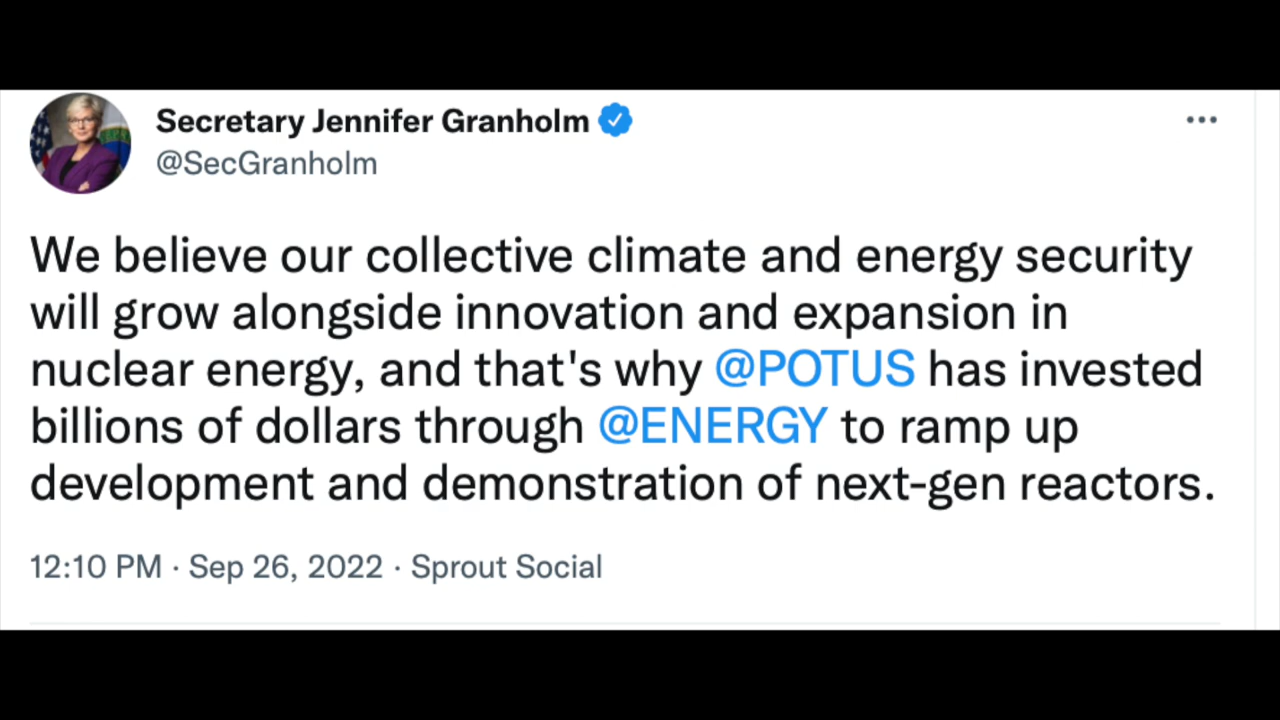 Secretary Jennifer Granholm
@SecGranholm
We believe our collective climate and energy security
will grow alongside innovation and expansion in
nuclear energy, and that's why @POTUS has invested
billions of dollars through @ENERGY to ramp up
development and demonstration of next-gen reactors.
12:10 PM · Sep 26, 2022 · Sprout Social